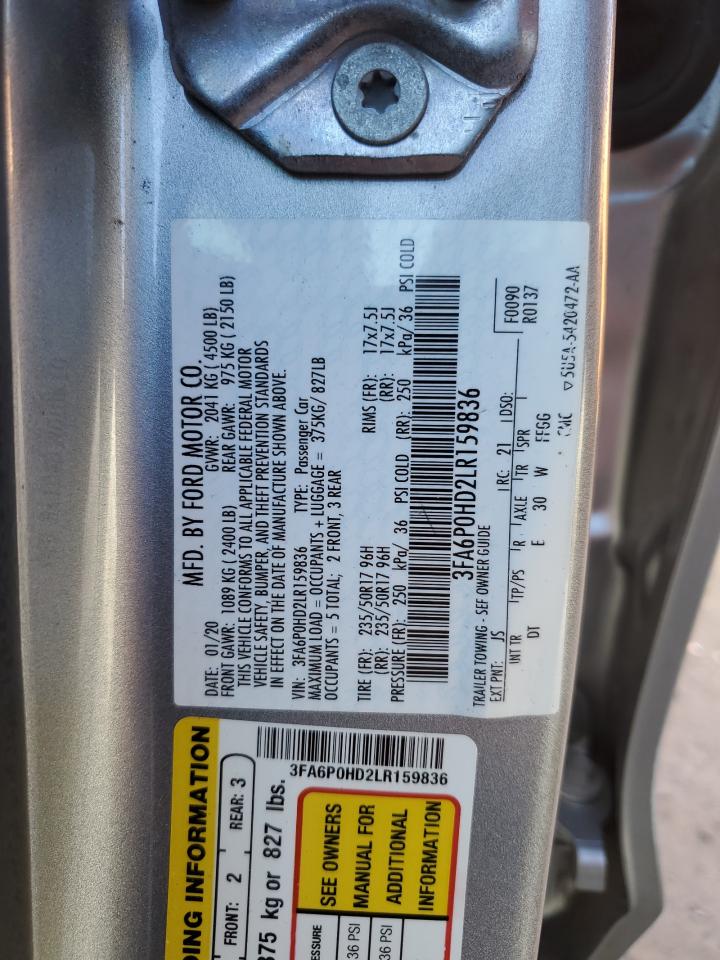 MFD. BY FORD MOTOR CO.
DATE: 01/20 GVWR: 2041 KG ( 4500 LB)
FRONT GAWR: 1089 KG ( 2400 LB) REAR GAWR: 975 KG ( 2150 LB)
THIS VEHICLE CONFORMS TO ALL APPLICABLE FEDERAL MOTOR
VEHICLE SAFETY, BUMPER, AND THEFT PREVENTION STANDARDS
IN EFFECT ON THE DATE OF MANUFACTURE SHOWN ABOVE.
VIN: 3FA6P0HD2LR159836 TYPE: Passenger Car
MAXIMUM LOAD = OCCUPANTS + LUGGAGE = 375KG/ 827LB
OCCUPANTS = 5 TOTAL; 2 FRONT, 3 REAR
TIRE (FR): 235/50R17 96H RIMS (FR): 17x7.5J
(RR): 235/50R17 96H (RR): 17x7.5J
PRESSURE (FR): 250 kPa/ 36 PSI COLD (RR): 250 kPa/ 36 PSI COLD
3FA6P0HD2LR159836
TRAILER TOWING - SEE OWNER GUIDE
EXT PNT: JS RC: 21 DSO: F0090
R0137
INT TR TP/PS R AXLE TR SPR
DT E 30 W FFGG
5U5A-5420472-AA
3FA6P0HD2LR159836
DING INFORMATION
FRONT: 2 REAR: 3
375 kg or 827 lbs.
SEE OWNERS
MANUAL FOR
ADDITIONAL
INFORMATION
ESSURE
36 PSI
36 PSI